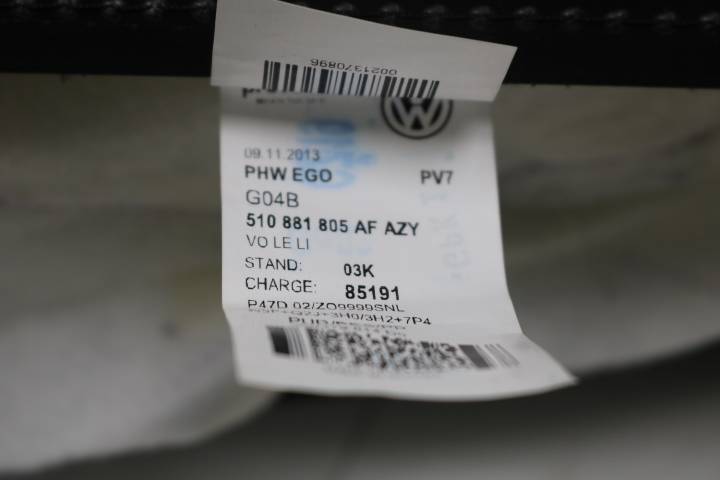 0021370896
09.11.2013
PHW EGO PV7
G04B
510 881 805 AF AZY
VO LE LI
STAND: 03K
CHARGE: 85191
P47D 02/ZO9999SNL